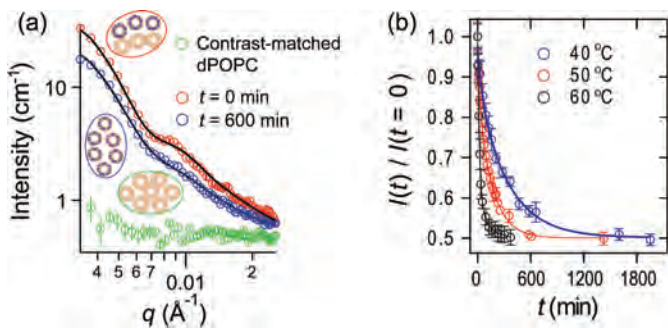 (a)
Intensity (cm⁻¹)
10
1
Contrast-matched
dPOPC
t = 0 min
t = 600 min
4 5 6 7 0.01 2
q (Å⁻¹)
(b)
I(t) / I(t = 0)
1.0
0.9
0.8
0.7
0.6
0.5
40 °C
50 °C
60 °C
0 600 1200 1800
t (min)